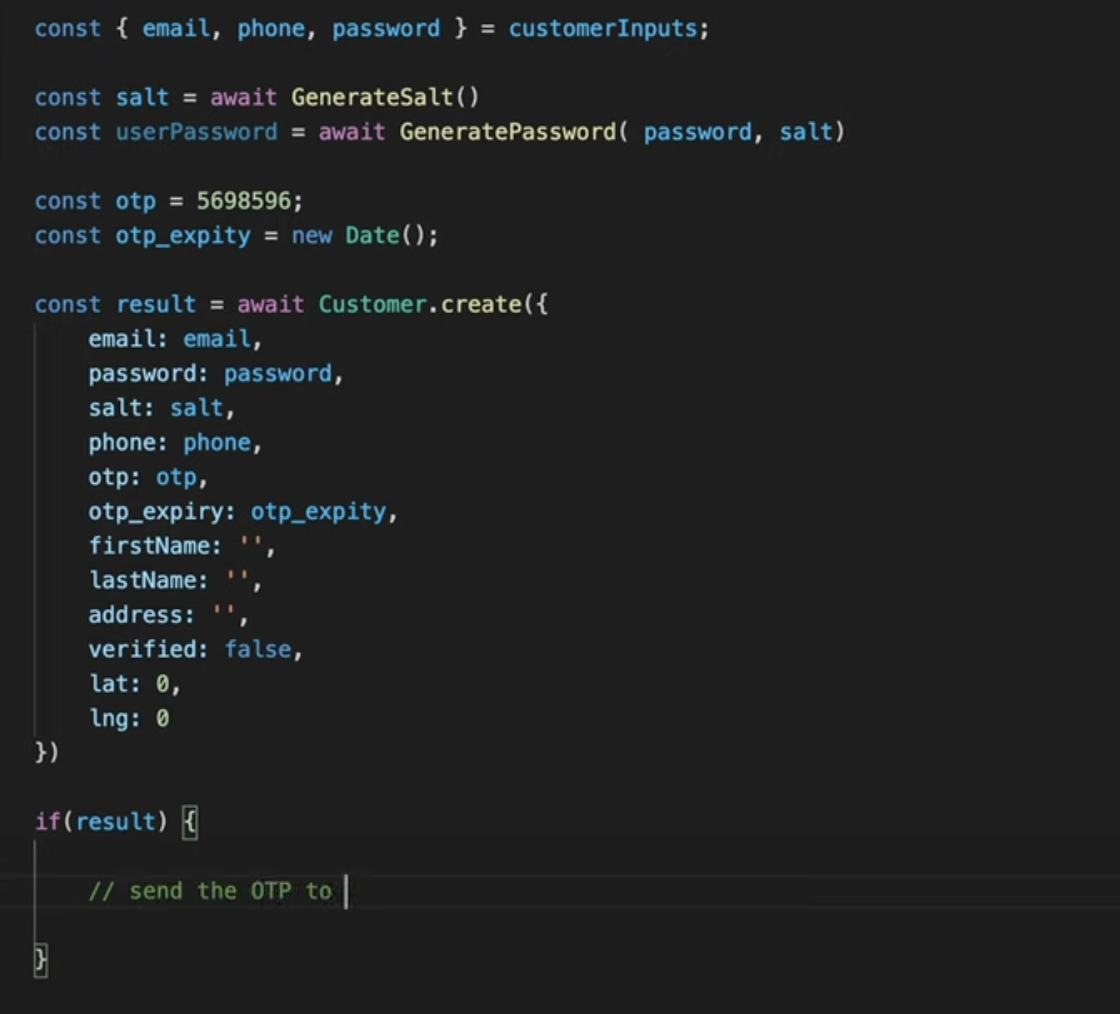 const { email, phone, password } = customerInputs;
const salt = await GenerateSalt()
const userPassword = await GeneratePassword( password, salt)
const otp = 5698596;
const otp_expity = new Date();
const result = await Customer.create({
email: email,
password: password,
salt: salt,
phone: phone,
otp: otp,
otp_expiry: otp_expity,
firstName: '',
lastName: '',
address: '',
verified: false,
lat: 0,
lng: 0
})
if(result) {
// send the OTP to
}